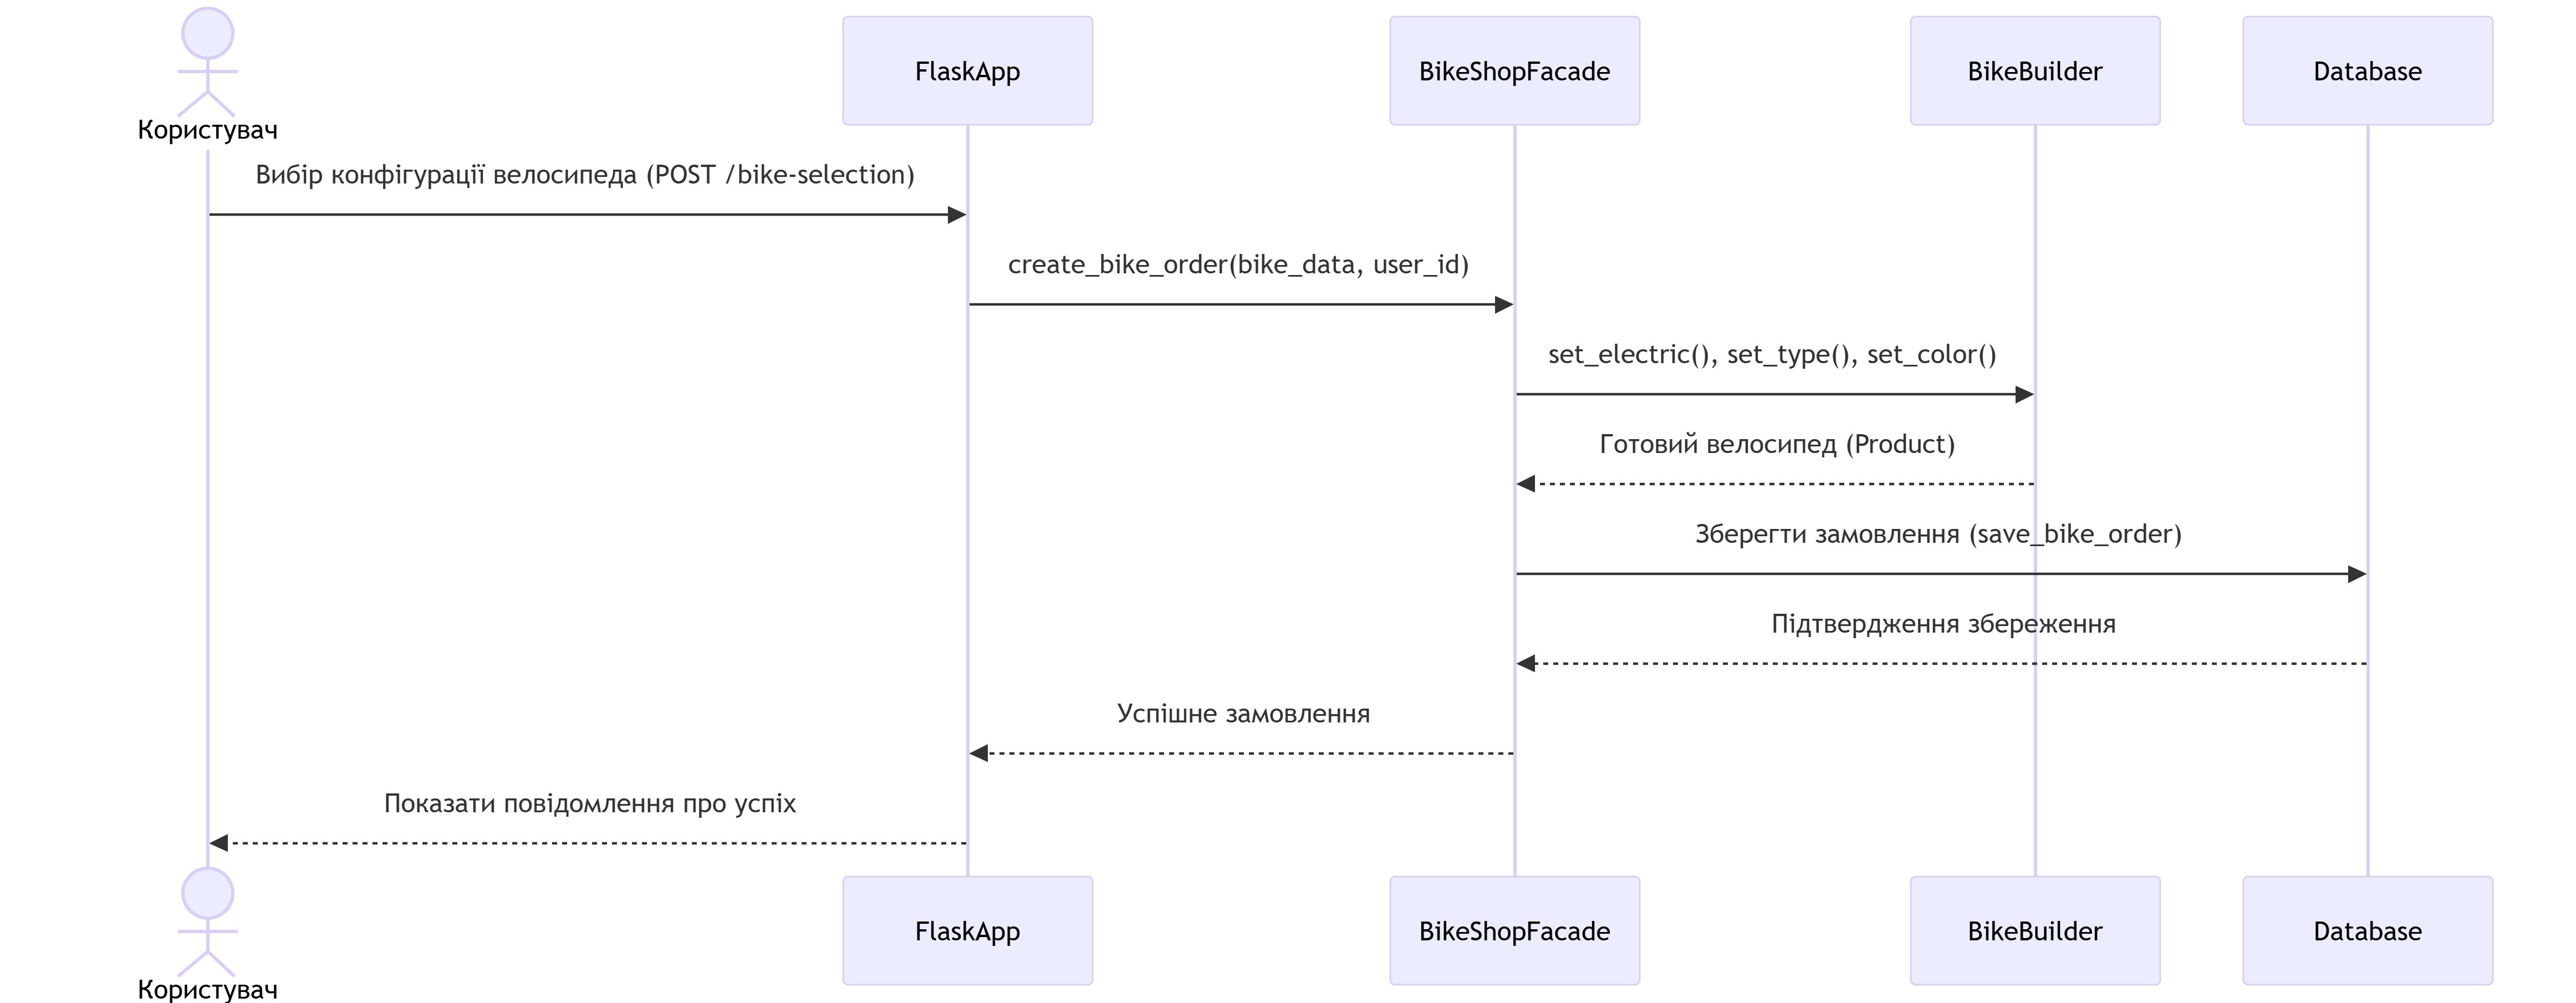 Користувач
FlaskApp
BikeShopFacade
BikeBuilder
Database
Вибір конфігурації велосипеда (POST /bike-selection)
create_bike_order(bike_data, user_id)
set_electric(), set_type(), set_color()
Готовий велосипед (Product)
Зберегти замовлення (save_bike_order)
Підтвердження збереження
Успішне замовлення
Показати повідомлення про успіх
Користувач
FlaskApp
BikeShopFacade
BikeBuilder
Database